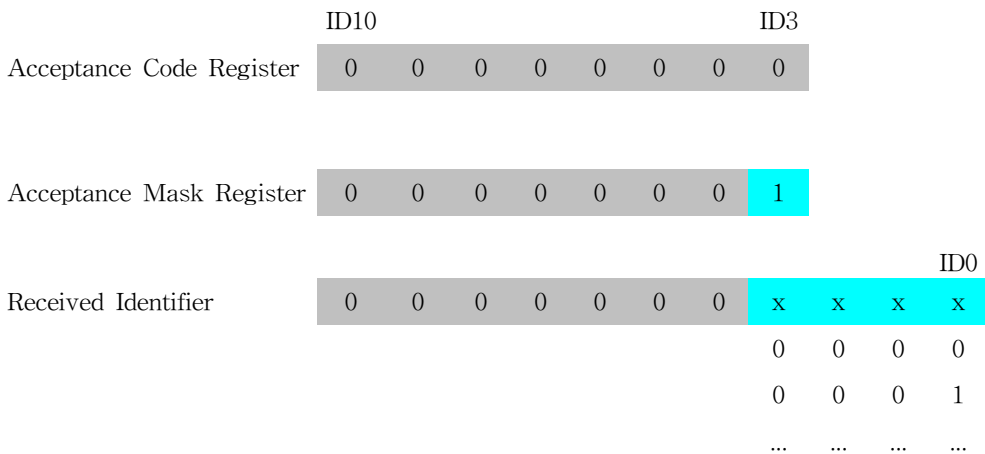 ID10 ID3
Acceptance Code Register 0 0 0 0 0 0 0 0
Acceptance Mask Register 0 0 0 0 0 0 0 1
ID0
Received Identifier 0 0 0 0 0 0 0 x x x x
0 0 0 0
0 0 0 1
... ... ... ...